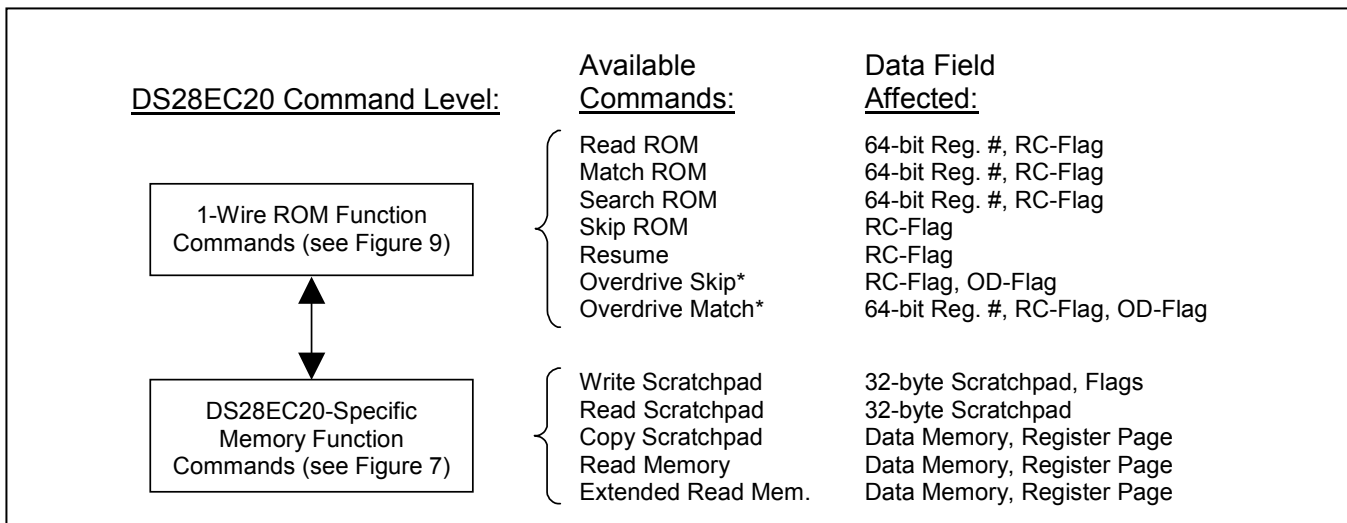 DS28EC20 Command Level:
Available
Commands:
Data Field
Affected:
1-Wire ROM Function
Commands (see Figure 9)
Read ROM 64-bit Reg. #, RC-Flag
Match ROM 64-bit Reg. #, RC-Flag
Search ROM 64-bit Reg. #, RC-Flag
Skip ROM RC-Flag
Resume RC-Flag
Overdrive Skip* RC-Flag, OD-Flag
Overdrive Match* 64-bit Reg. #, RC-Flag, OD-Flag
DS28EC20-Specific
Memory Function
Commands (see Figure 7)
Write Scratchpad 32-byte Scratchpad, Flags
Read Scratchpad 32-byte Scratchpad
Copy Scratchpad Data Memory, Register Page
Read Memory Data Memory, Register Page
Extended Read Mem. Data Memory, Register Page